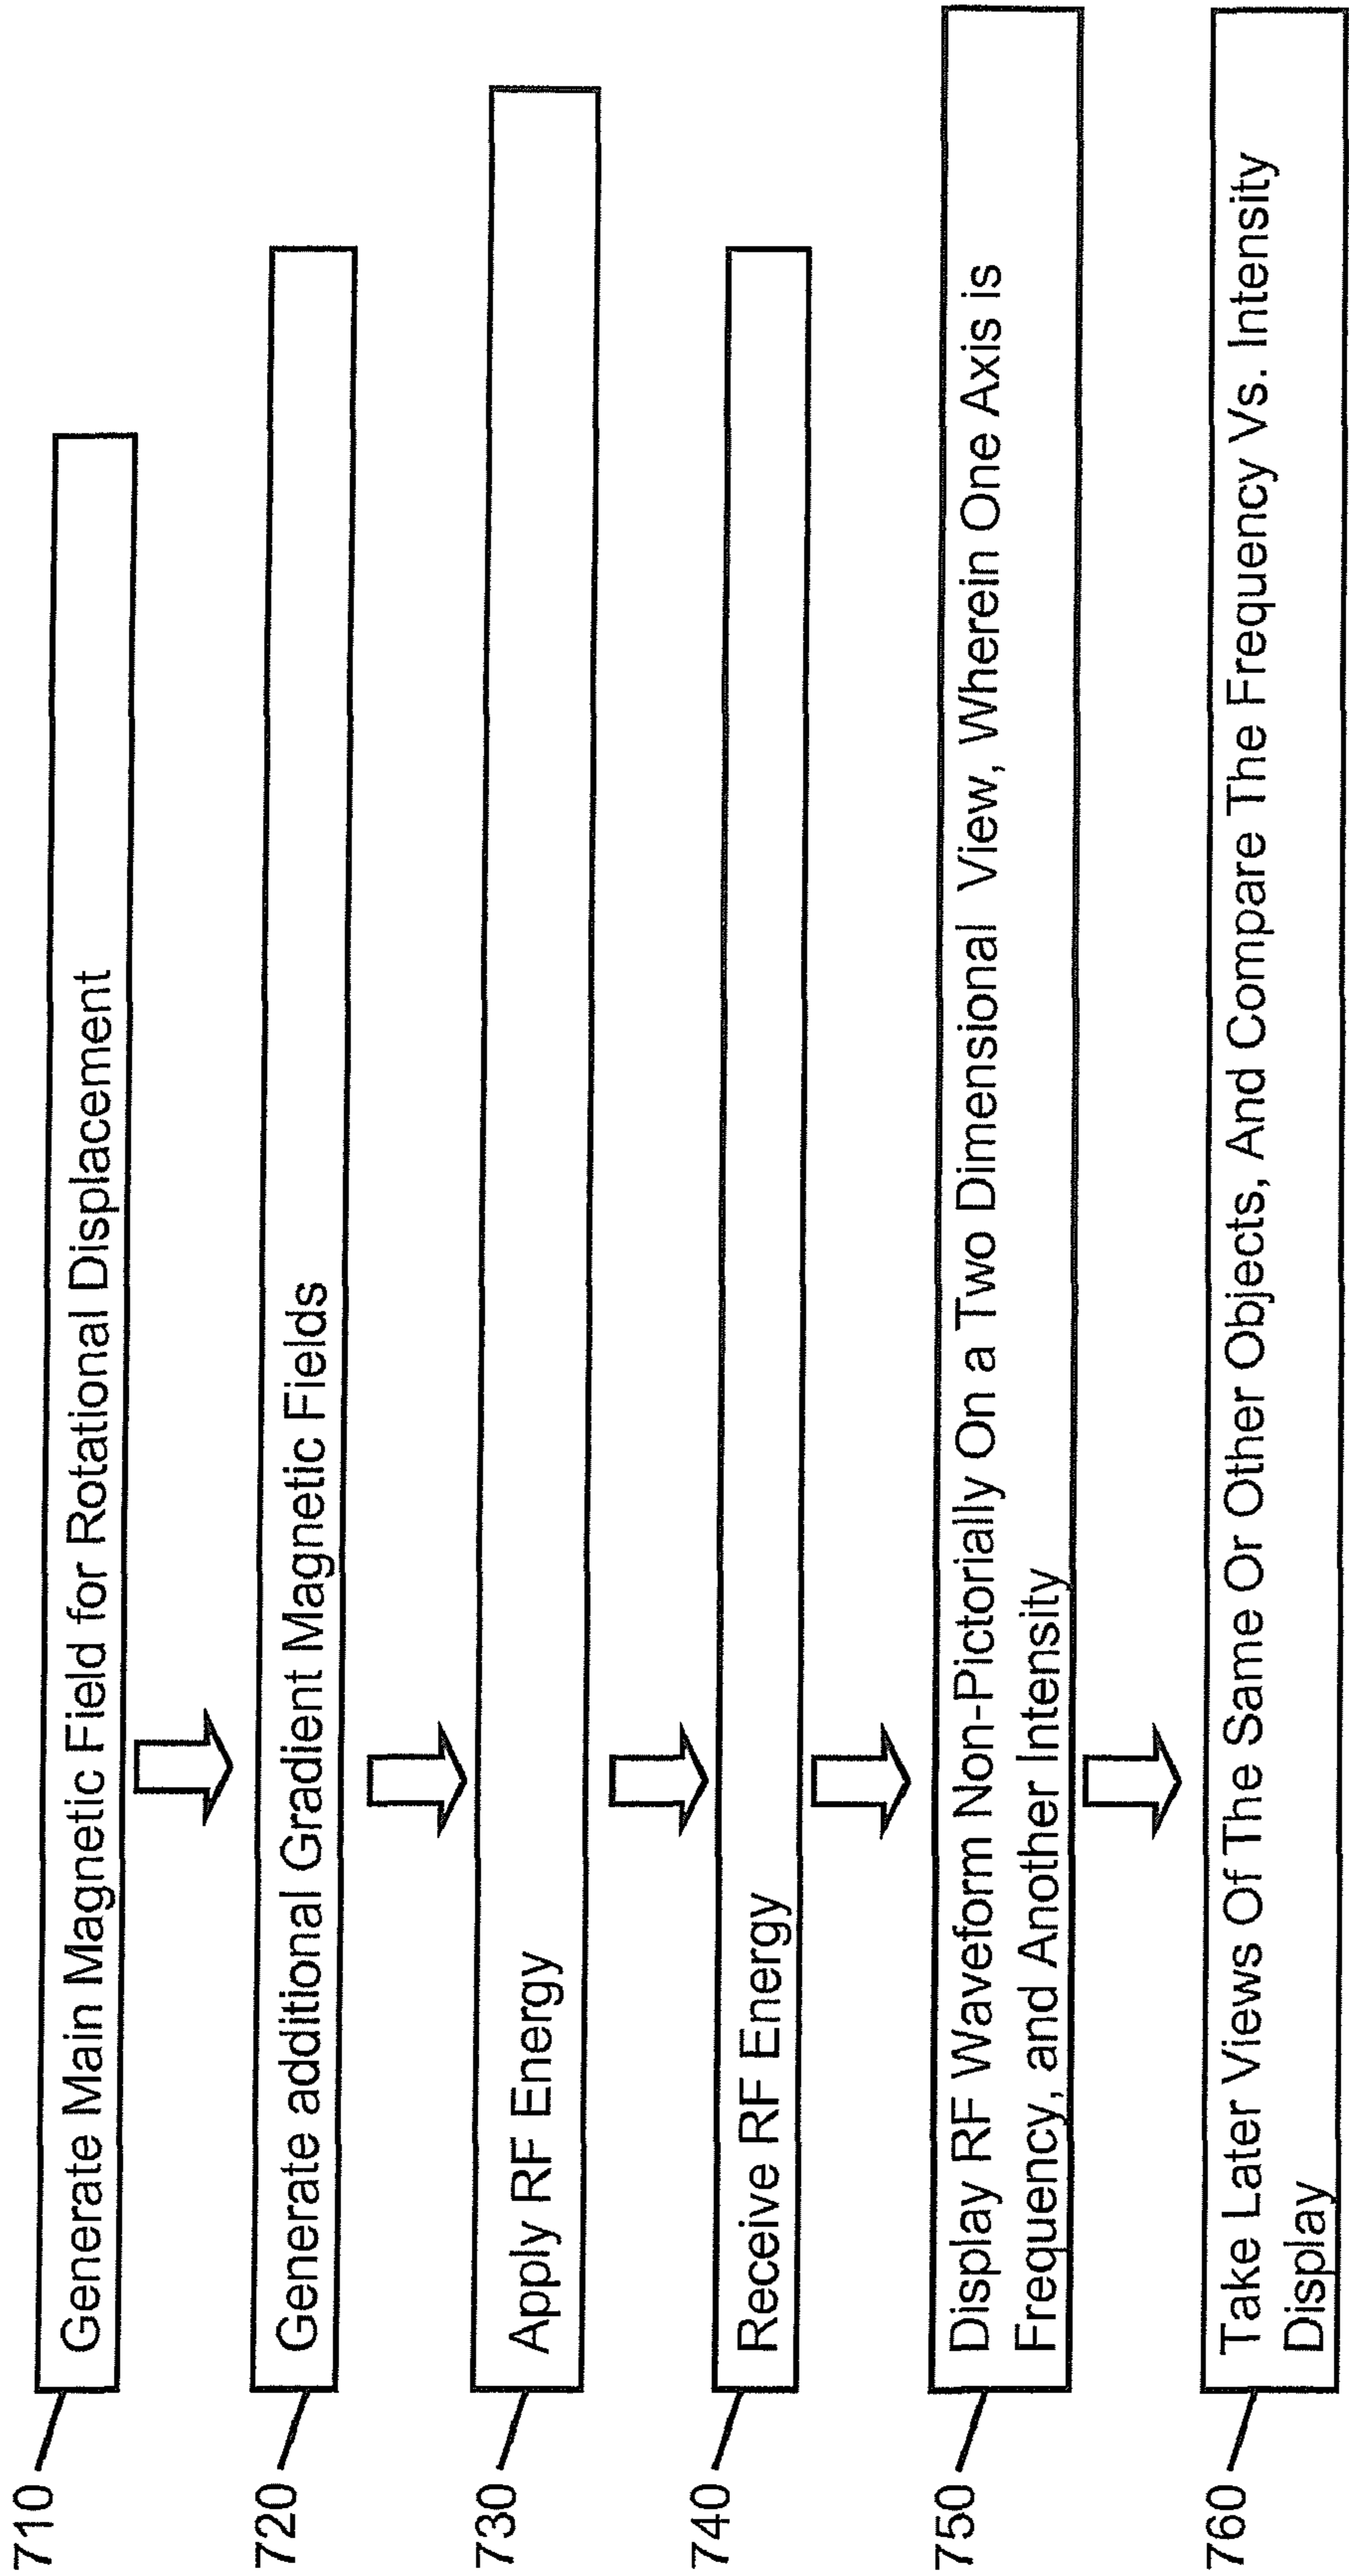 710
Generate Main Magnetic Field for Rotational Displacement
720
Generate additional Gradient Magnetic Fields
730
Apply RF Energy
740
Receive RF Energy
750
Display RF Waveform Non-Pictorially On a Two Dimensional View, Wherein One Axis is
Frequency, and Another Intensity
760
Take Later Views Of The Same Or Other Objects, And Compare The Frequency Vs. Intensity
Display